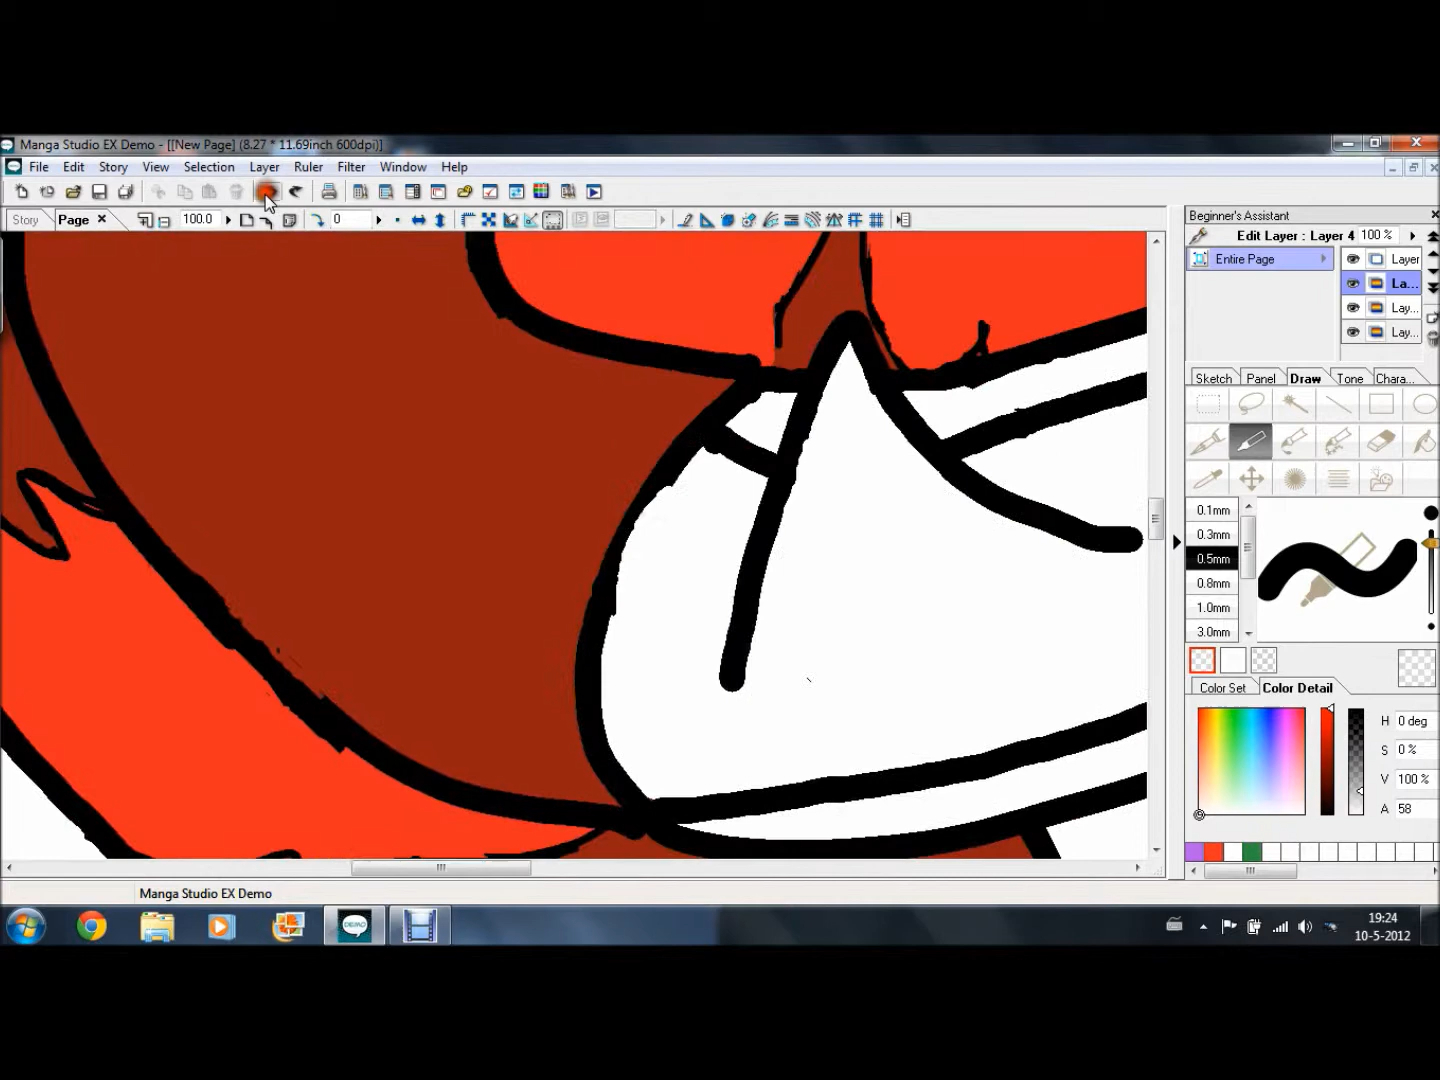 Manga Studio EX Demo - [[New Page] (8.27 * 11.69inch 600dpi)]
File Edit Story View Selection Layer Ruler Filter Window Help
Story Page 100.0 0
Beginner's Assistant
Edit Layer : Layer 4 100 %
Entire Page
Layer
La...
Lay...
Lay...
Sketch Panel Draw Tone Chara...
0.1mm
0.3mm
0.5mm
0.8mm
1.0mm
3.0mm
Color Set Color Detail
H 0 deg
S 0 %
V 100 %
A 58
Manga Studio EX Demo
DEMO
19:24
10-5-2012